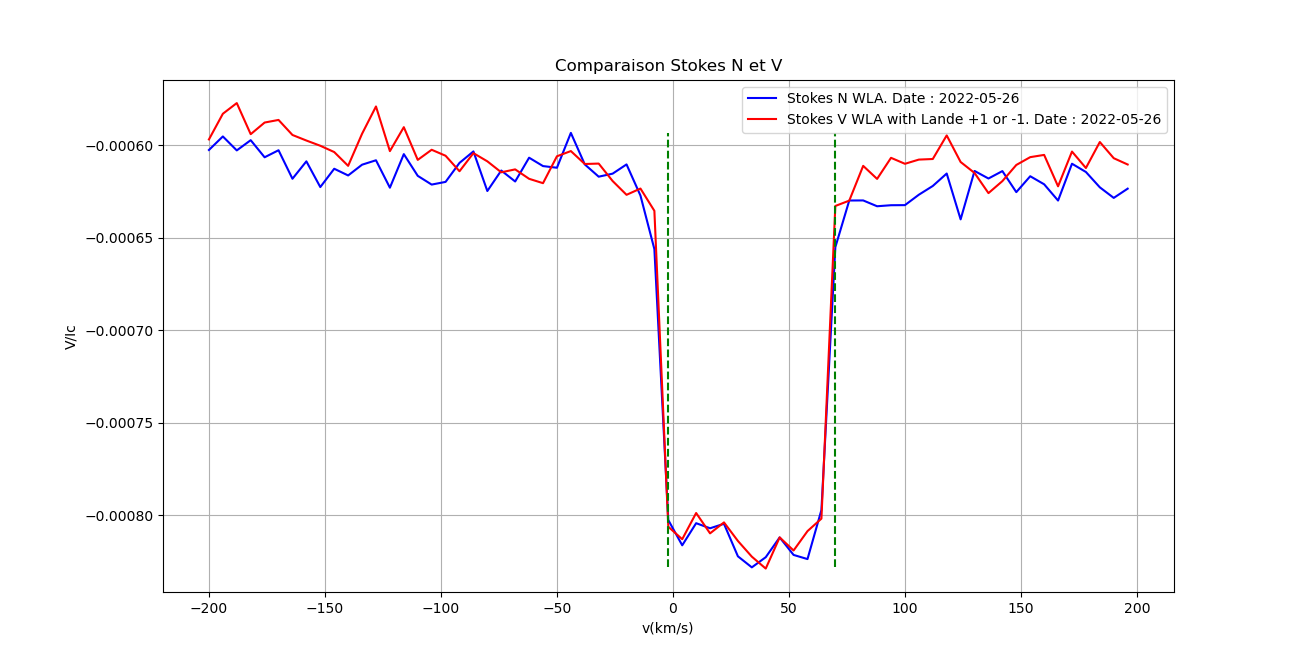 Comparaison Stokes N et V
Stokes N WLA. Date : 2022-05-26
Stokes V WLA with Lande +1 or -1. Date : 2022-05-26
−0.00060
−0.00065
−0.00070
−0.00075
−0.00080
V/Ic
−200
−150
−100
−50
0
50
100
150
200
v(km/s)